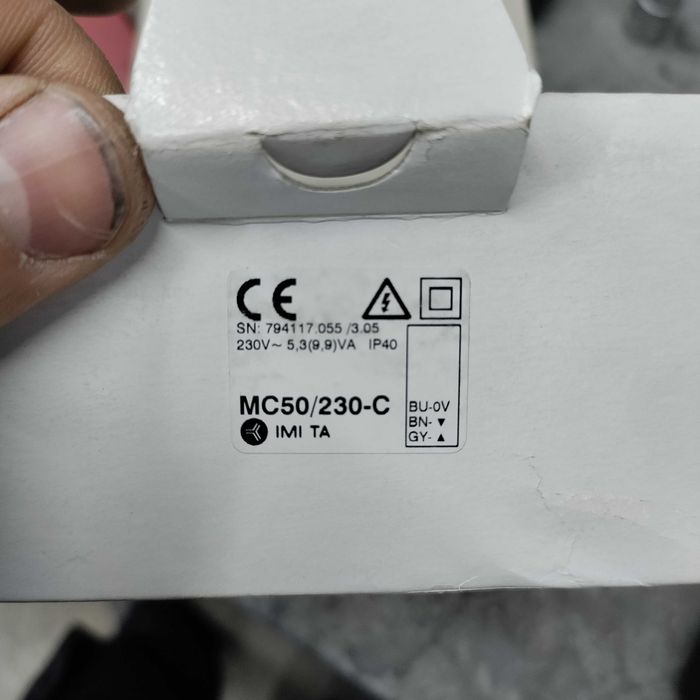 CE
SN: 794117.055 /3.05
230V~ 5,3(9,9)VA IP40
MC50/230-C
IMI TA
BU-0V
BN- ▼
GY- ▲